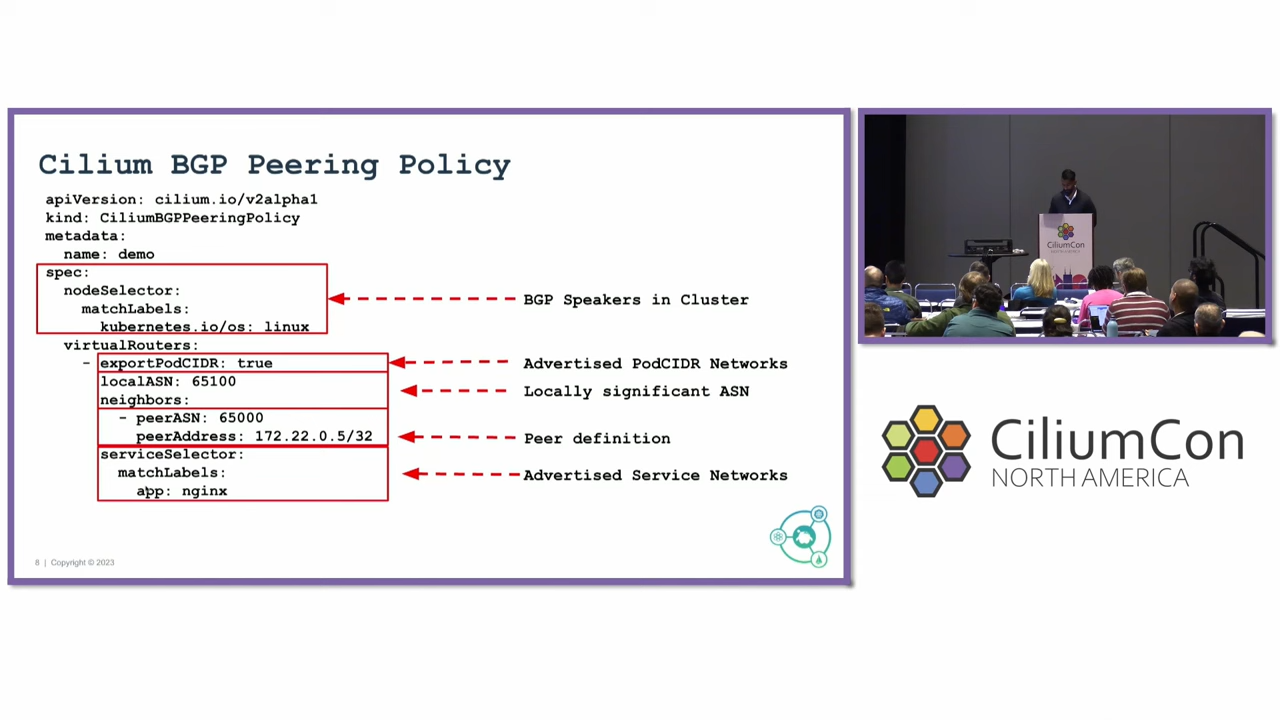 Cilium BGP Peering Policy
apiVersion: cilium.io/v2alpha1
kind: CiliumBGPPeeringPolicy
metadata:
name: demo
spec:
nodeSelector:
matchLabels:
kubernetes.io/os: linux
BGP Speakers in Cluster
virtualRouters:
- exportPodCIDR: true
Advertised PodCIDR Networks
localASN: 65100
neighbors:
Locally significant ASN
- peerASN: 65000
peerAddress: 172.22.0.5/32
Peer definition
serviceSelector:
matchLabels:
app: nginx
Advertised Service Networks
8 | Copyright © 2023
CiliumCon
CiliumCon
NORTH AMERICA